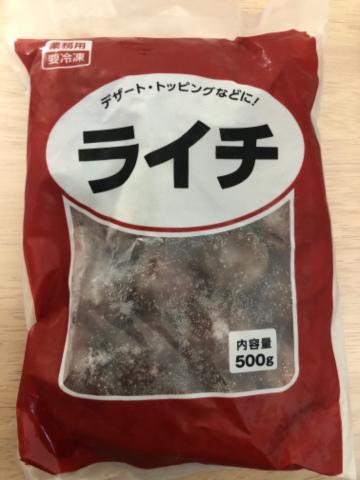 業務用
要冷凍
デザート・トッピングなどに!
ライチ
内容量
500g